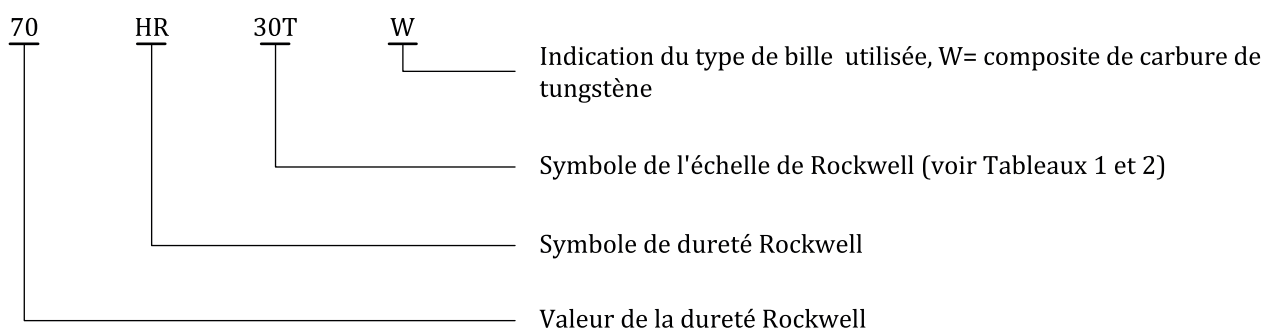 70 HR 30T W
Indication du type de bille utilisée, W= composite de carbure de
tungstène
Symbole de l'échelle de Rockwell (voir Tableaux 1 et 2)
Symbole de dureté Rockwell
Valeur de la dureté Rockwell